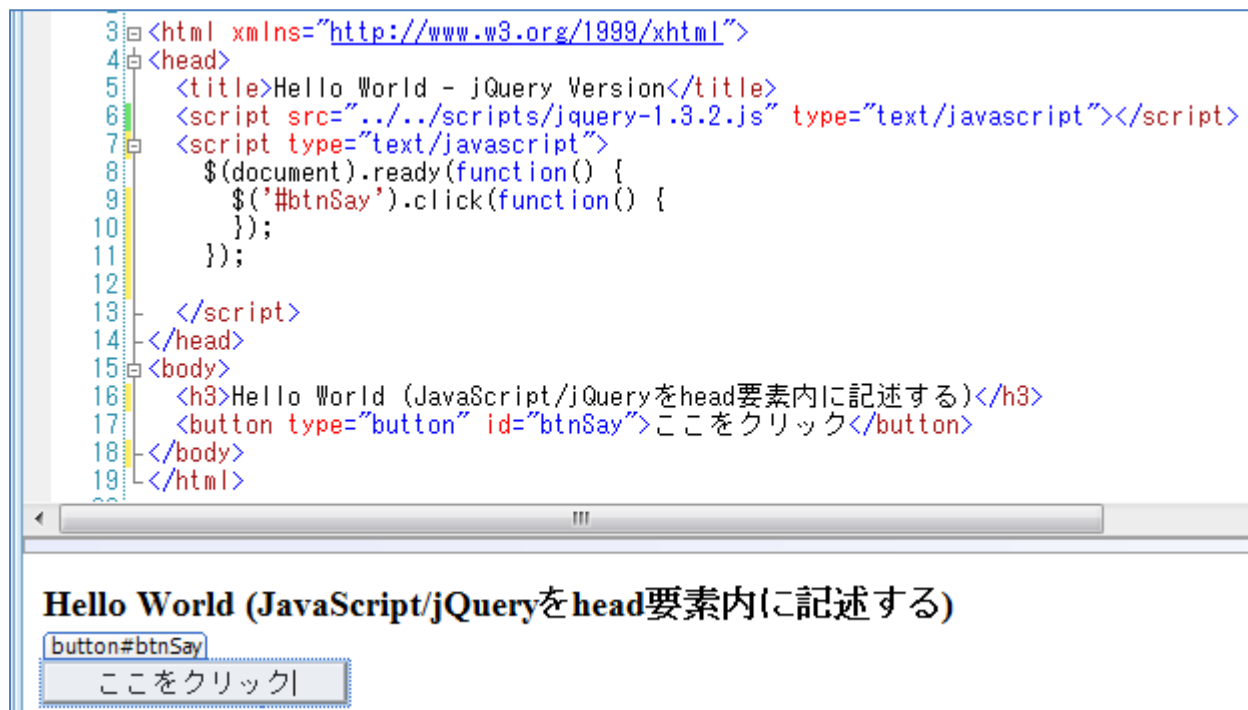 3 <html xmlns="http://www.w3.org/1999/xhtml">
4 <head>
5 <title>Hello World - jQuery Version</title>
6 <script src="../../scripts/jquery-1.3.2.js" type="text/javascript"></script>
7 <script type="text/javascript">
8 $(document).ready(function() {
9 $('#btnSay').click(function() {
10 });
11 });
12
13 </script>
14 </head>
15 <body>
16 <h3>Hello World (JavaScript/jQueryをhead要素内に記述する)</h3>
17 <button type="button" id="btnSay">ここをクリック</button>
18 </body>
19 </html>
Hello World (JavaScript/jQueryをhead要素内に記述する)
button#btnSay
ここをクリック